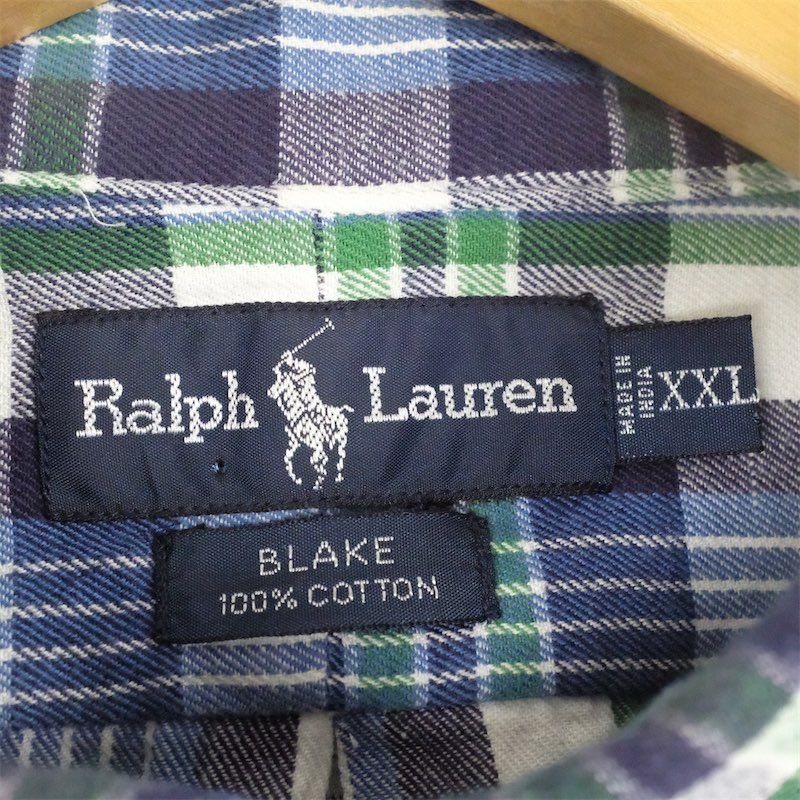 Ralph Lauren
MADE IN
INDIA
XXL
BLAKE
100% COTTON